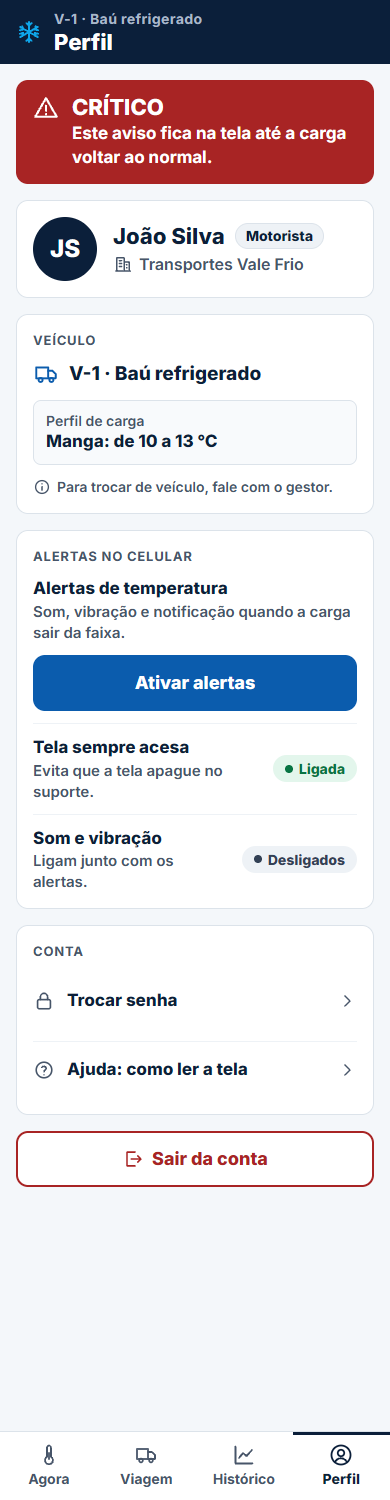 V-1 · Baú refrigerado
Perfil
CRÍTICO
Este aviso fica na tela até a carga
voltar ao normal.
JS
João Silva
Motorista
Transportes Vale Frio
VEÍCULO
V-1 · Baú refrigerado
Perfil de carga
Manga: de 10 a 13 °C
Para trocar de veículo, fale com o gestor.
ALERTAS NO CELULAR
Alertas de temperatura
Som, vibração e notificação quando a carga
sair da faixa.
Ativar alertas
Tela sempre acesa
Evita que a tela apague no
suporte.
Ligada
Som e vibração
Ligam junto com os
alertas.
Desligados
CONTA
Trocar senha
Ajuda: como ler a tela
Sair da conta
Agora
Viagem
Histórico
Perfil